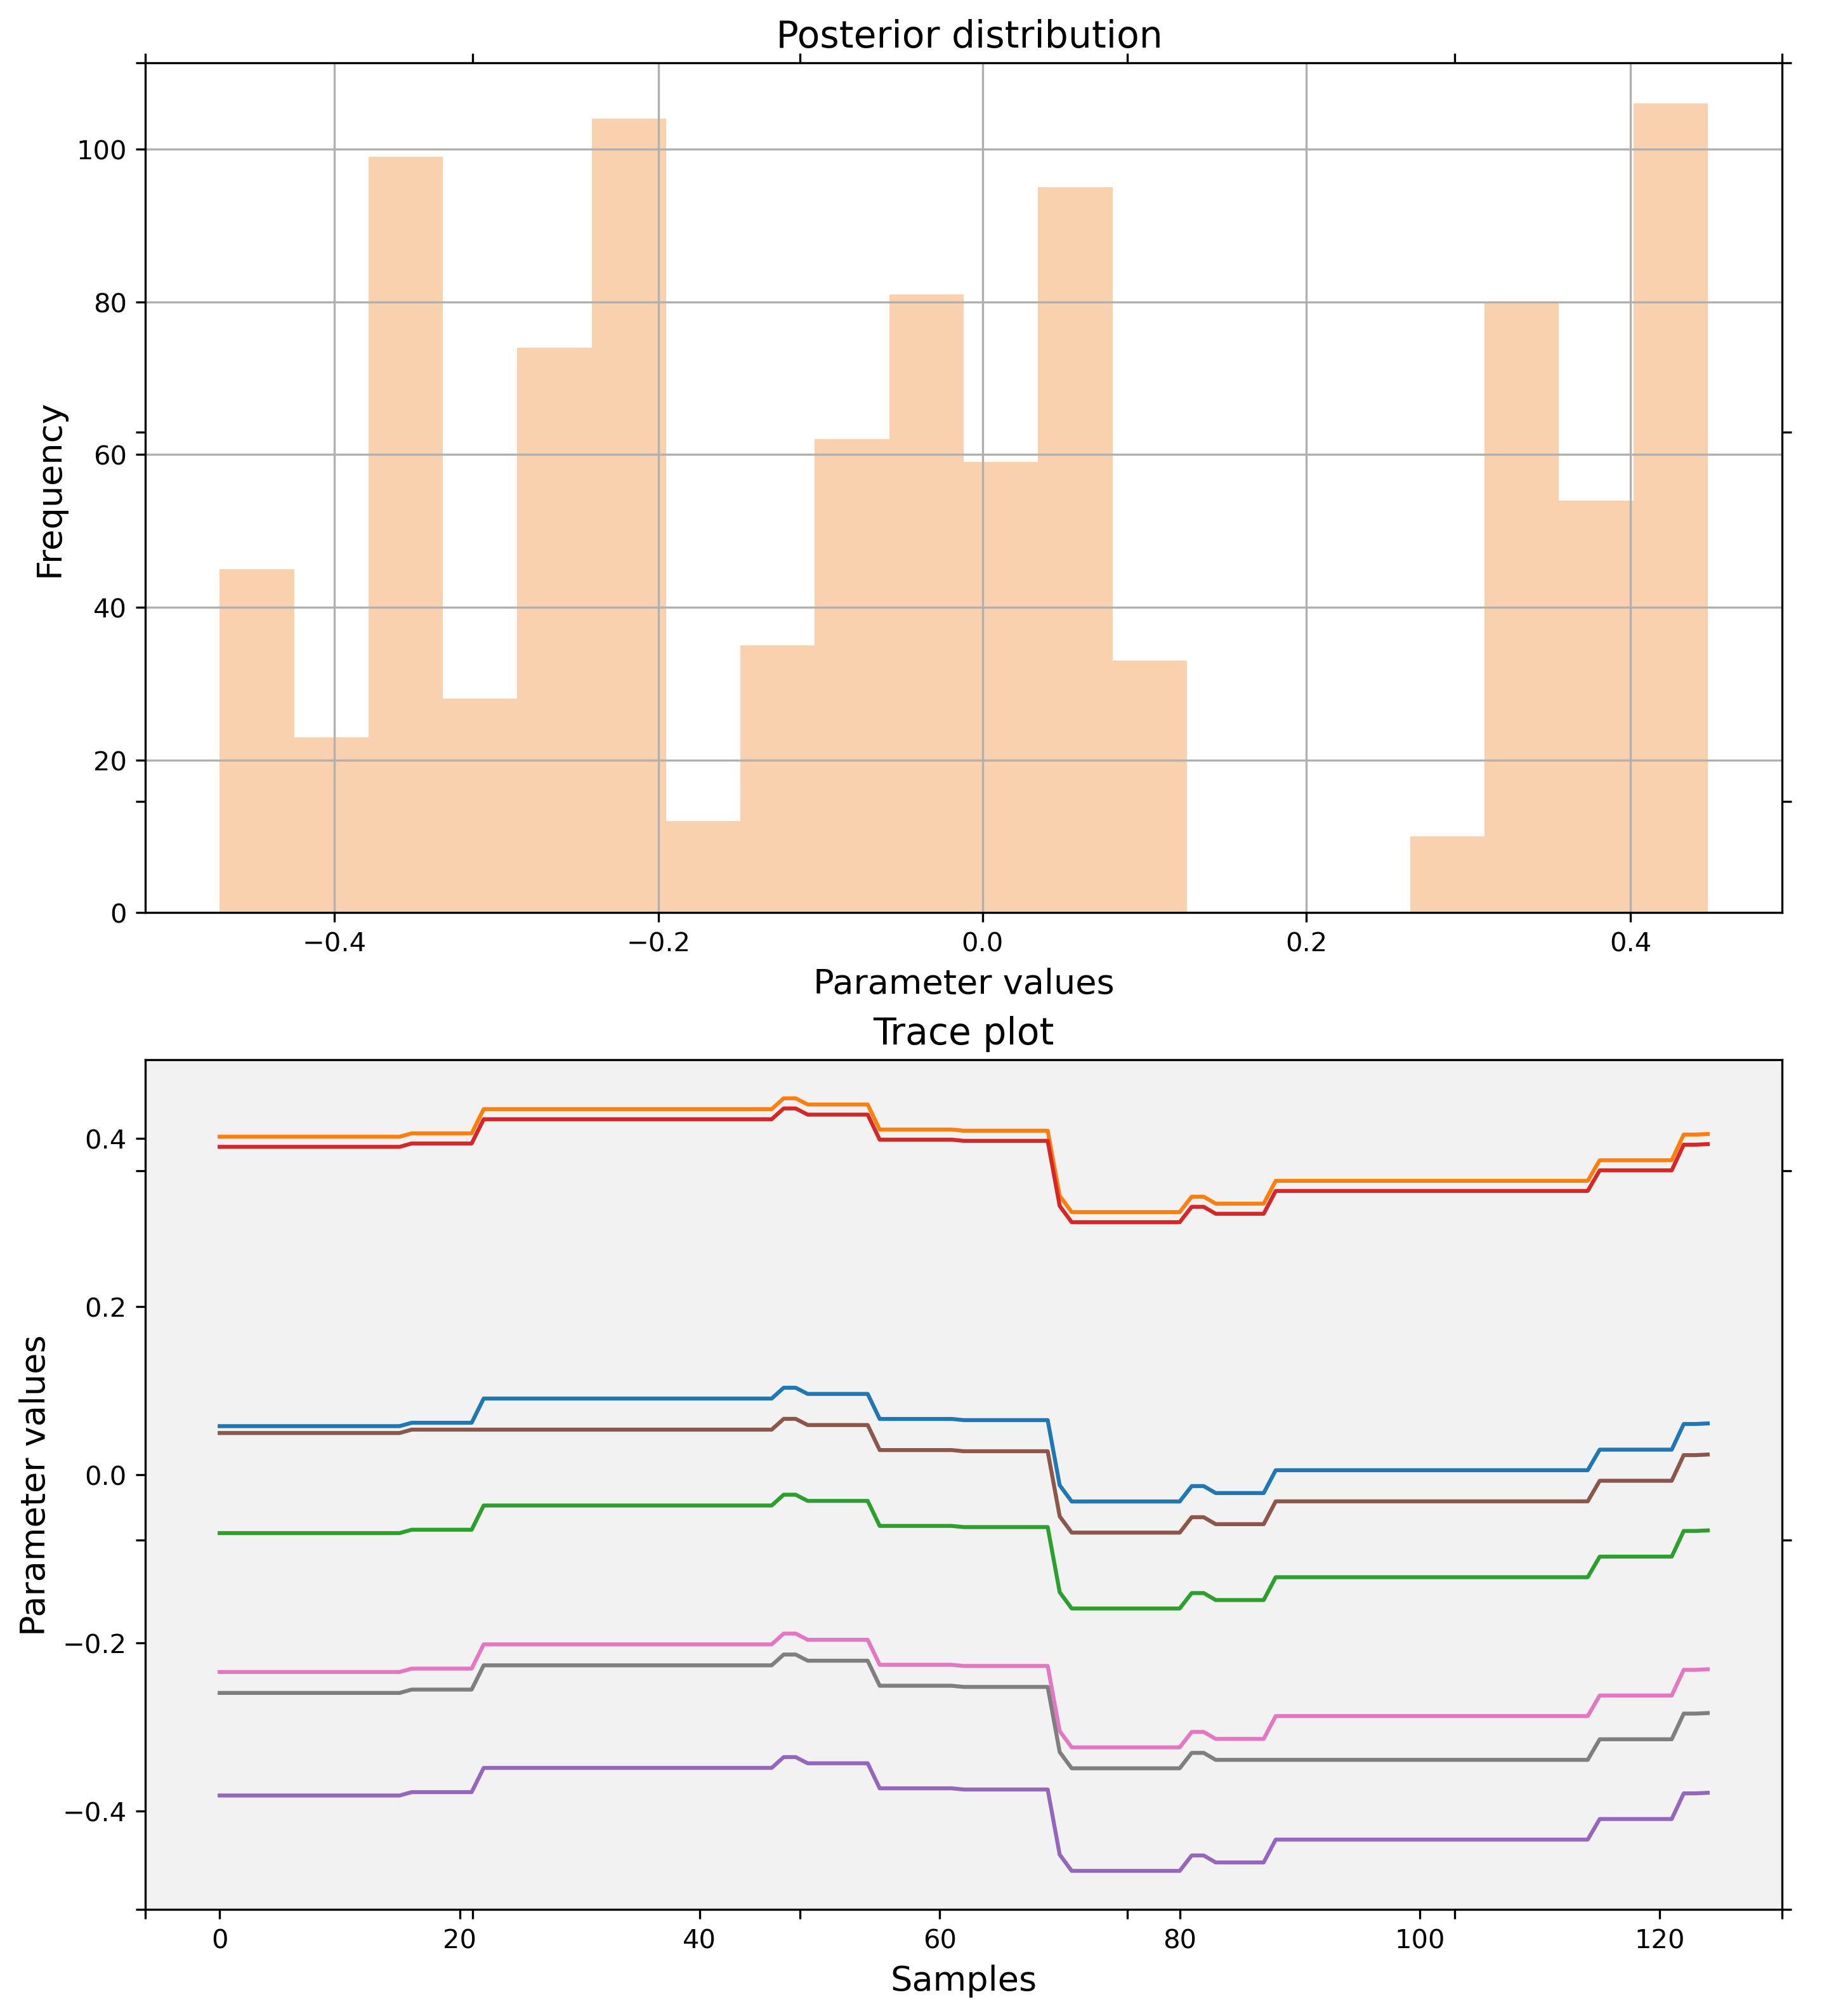 Posterior distribution
100
80
60
40
20
0
Frequency
−0.4 −0.2 0.0 0.2 0.4
Parameter values
Trace plot
0.4
0.2
0.0
−0.2
−0.4
Parameter values
0 20 40 60 80 100 120
Samples